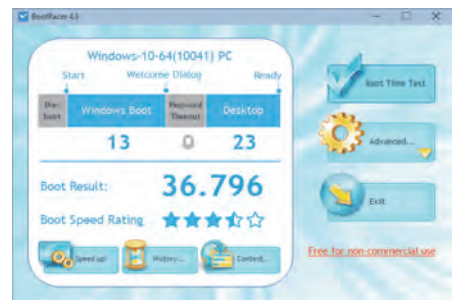 BootRacer 4.9
Windows-10-64(10041) PC
Start Welcome Dialog Ready
Pre-boot Windows Boot Password Timeout Desktop
13 0 23
Boot Result: 36.796
Boot Speed Rating
Speed up! History... Contest...
Boot Time Test
Advanced...
Exit
Free for non-commercial use